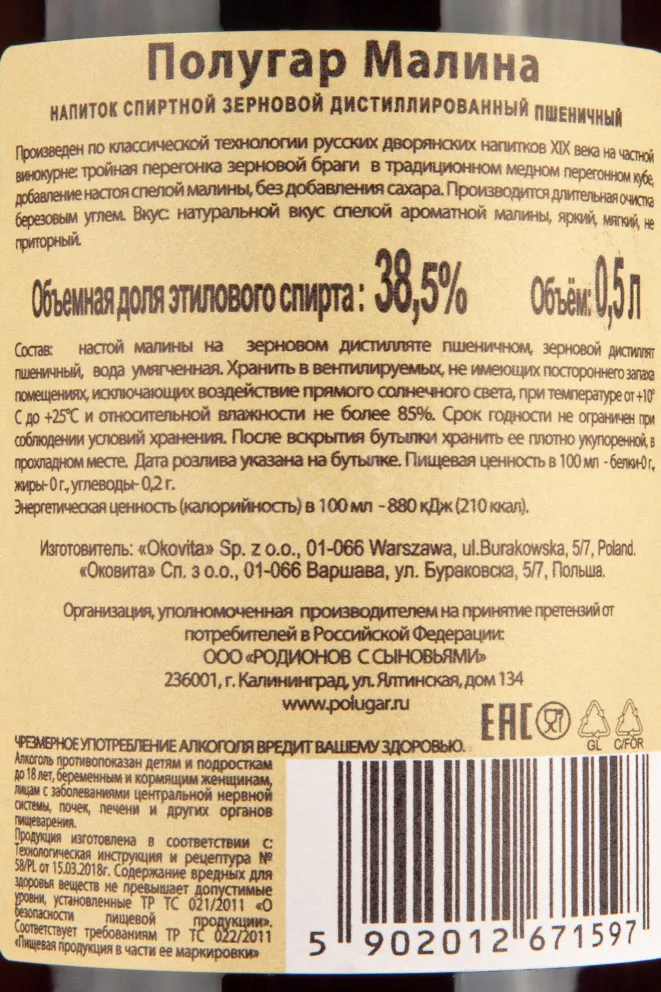 Полугар Малина
НАПИТОК СПИРТНОЙ ЗЕРНОВОЙ ДИСТИЛЛИРОВАННЫЙ ПШЕНИЧНЫЙ
Произведен по классической технологии русских дворянских напитков XIX века на частной
винокурне: тройная перегонка зерновой браги в традиционном медном перегонном кубе,
добавление настоя спелой малины, без добавления сахара. Производится длительная очистка
березовым углем. Вкус: натуральной вкус спелой ароматной малины, яркий, мягкий, не
приторный.
Объемная доля этилового спирта: 38,5% Объём: 0,5 л
Состав: настой малины на зерновом дистилляте пшеничном, зерновой дистиллят
пшеничный, вода умягченная. Хранить в вентилируемых, не имеющих постороннего запаха
помещениях, исключающих воздействие прямого солнечного света, при температуре от +10°
С до +25°С и относительной влажности не более 85%. Срок годности не ограничен при
соблюдении условий хранения. После вскрытия бутылки хранить ее плотно укупоренной, в
прохладном месте. Дата розлива указана на бутылке. Пищевая ценность в 100 мл - белки-0 г.,
жиры- 0 г., углеводы- 0,2 г.
Энергетическая ценность (калорийность) в 100 мл - 880 кДж (210 ккал).
Изготовитель: «Okovita» Sp. z o.o., 01-066 Warszawa, ul.Burakowska, 5/7, Poland.
«Оковита» Сп. з о.о., 01-066 Варшава, ул. Бураковска, 5/7, Польша.
Организация, уполномоченная производителем на принятие претензий от
потребителей в Российской Федерации:
ООО «РОДИОНОВ С СЫНОВЬЯМИ»
236001, г. Калининград, ул. Ялтинская, дом 134
www.polugar.ru
EAC
GL C/FOR
ЧРЕЗМЕРНОЕ УПОТРЕБЛЕНИЕ АЛКОГОЛЯ ВРЕДИТ ВАШЕМУ ЗДОРОВЬЮ.
Алкоголь противопоказан детям и подросткам
до 18 лет, беременным и кормящим женщинам,
лицам с заболеваниями центральной нервной
системы, почек, печени и других органов
пищеварения.
Продукция изготовлена в соответствии с:
Технологическая инструкция и рецептура №
58/PL от 15.03.2018г. Содержание вредных для
здоровья веществ не превышает допустимые
уровни, установленные ТР ТС 021/2011 «О
безопасности пищевой продукции».
Соответствует требованиям ТР ТС 022/2011
«Пищевая продукция в части ее маркировки»
5 902012 671597